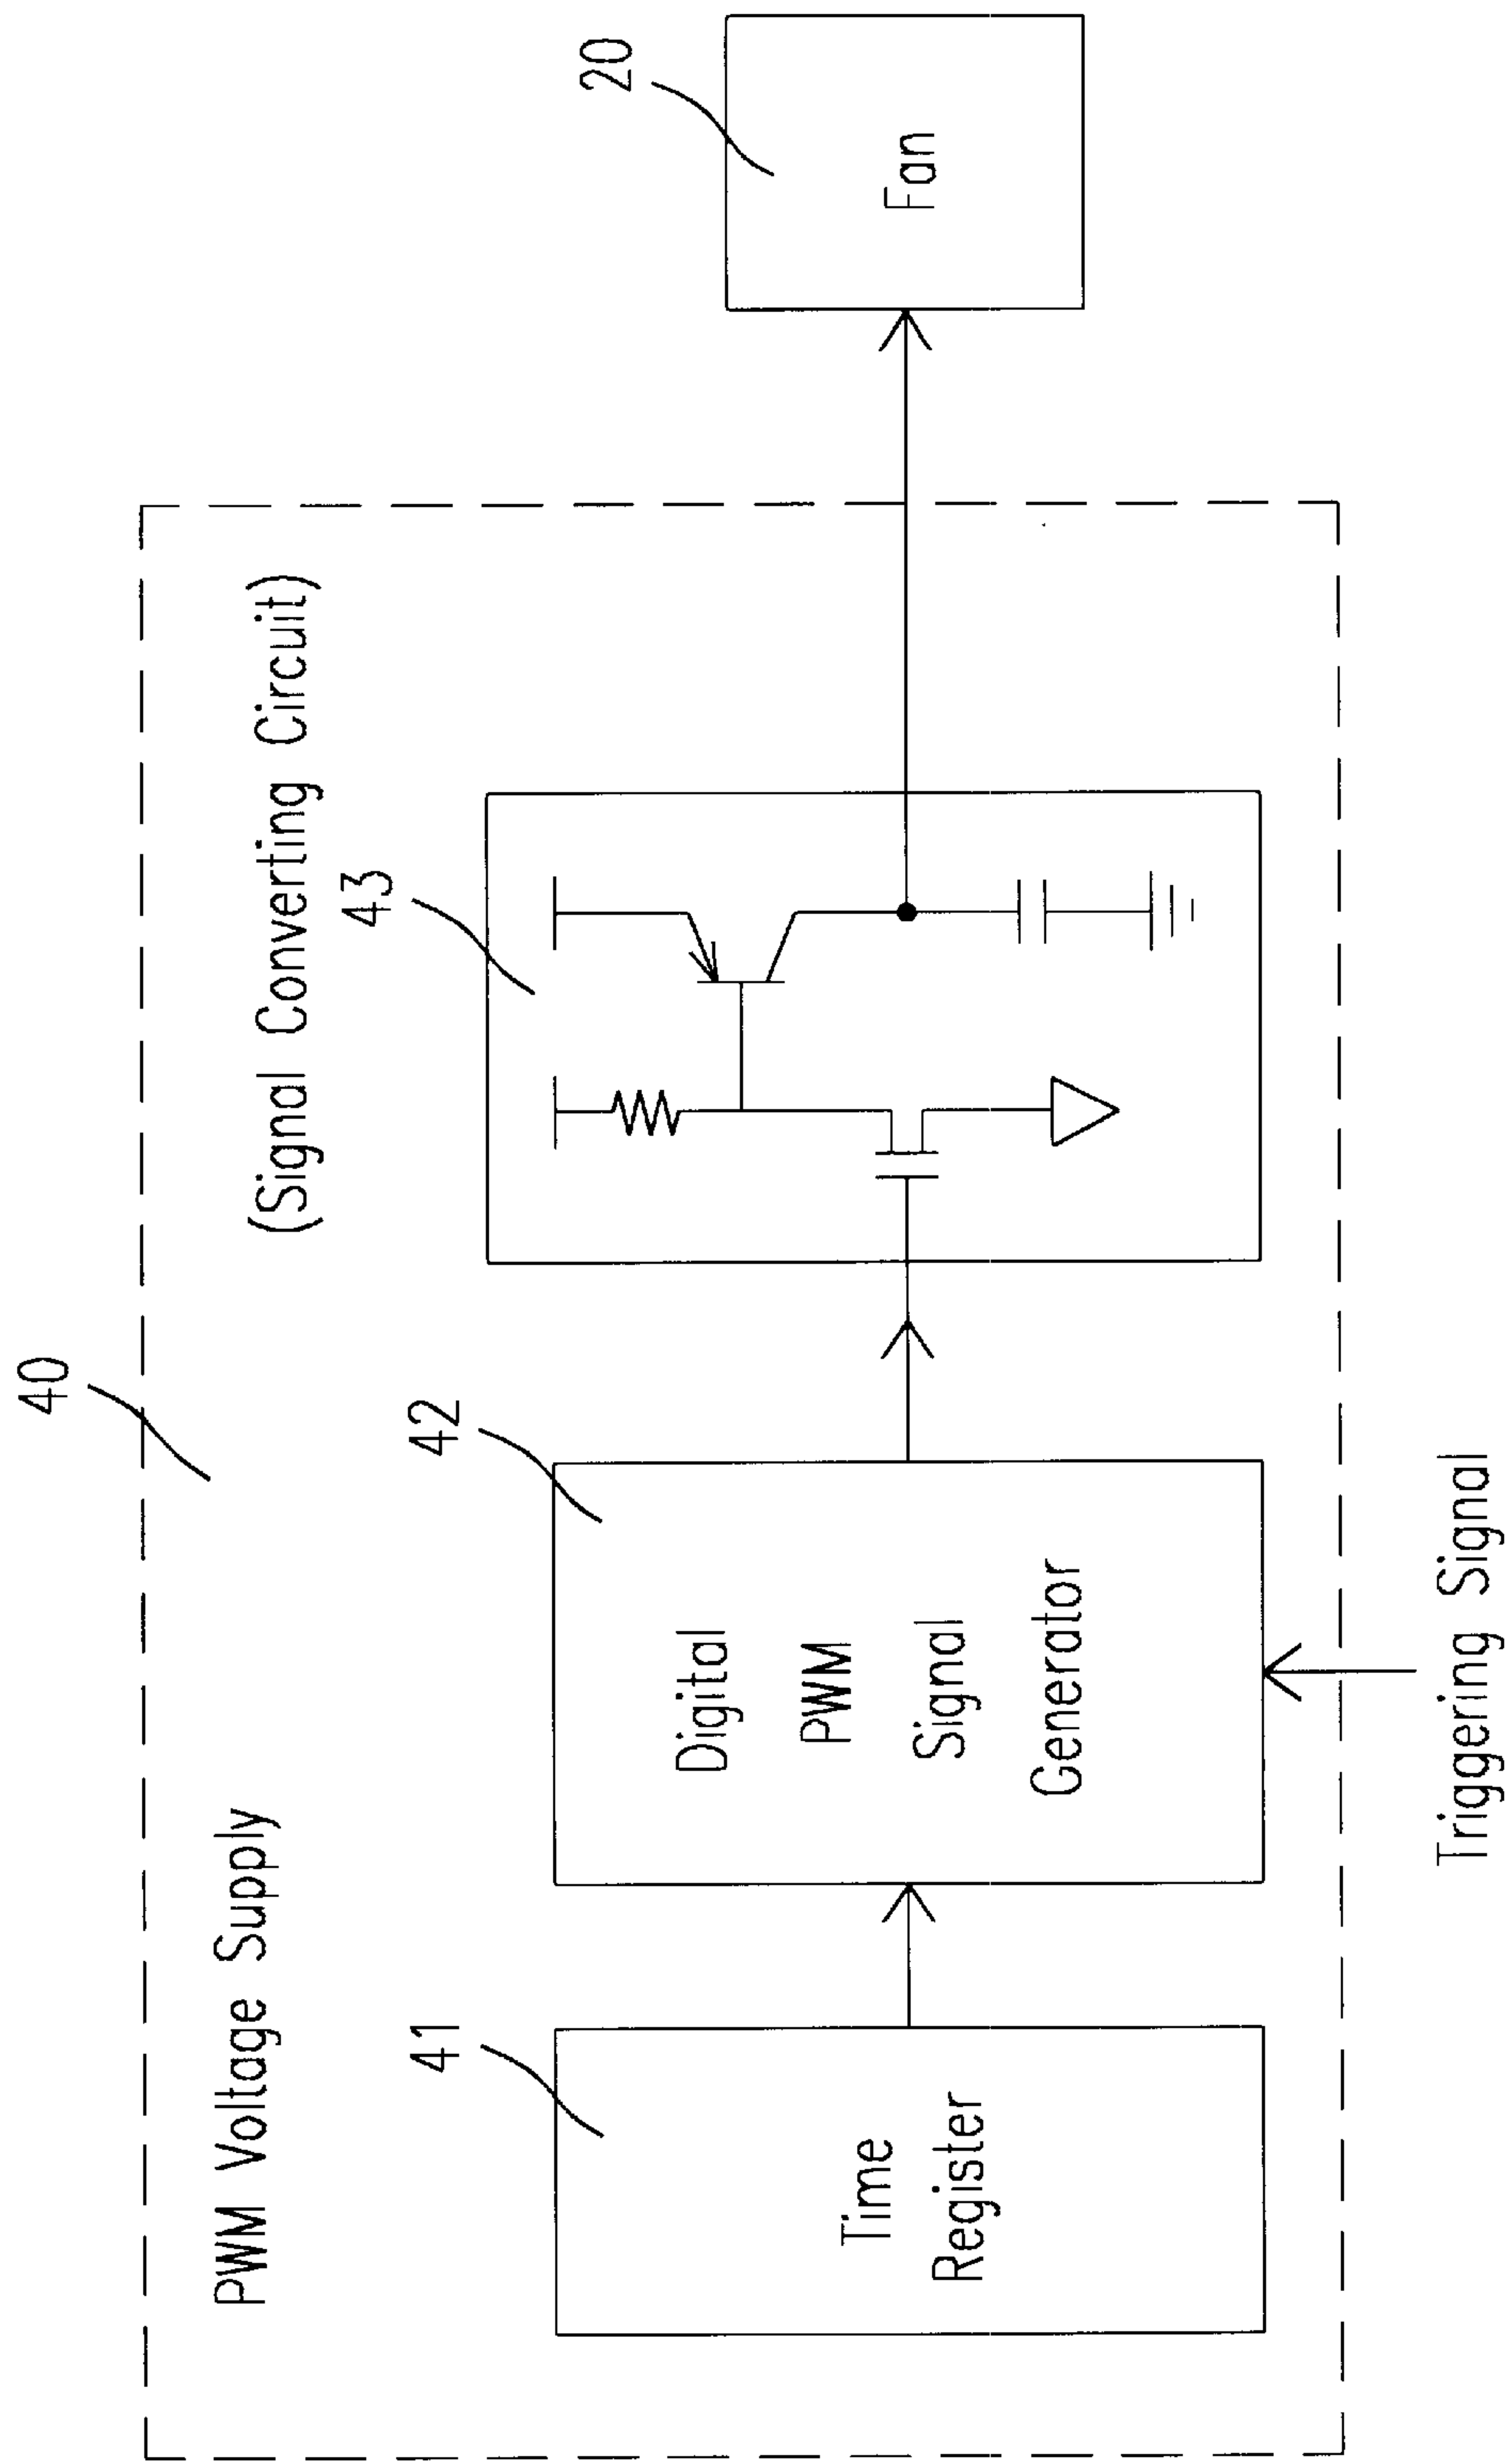 40
PWM Voltage Supply
(Signal Converting Circuit)
41
Time
Register
42
Digital
PWM
Signal
Generator
43
20
Fan
Triggering Signal